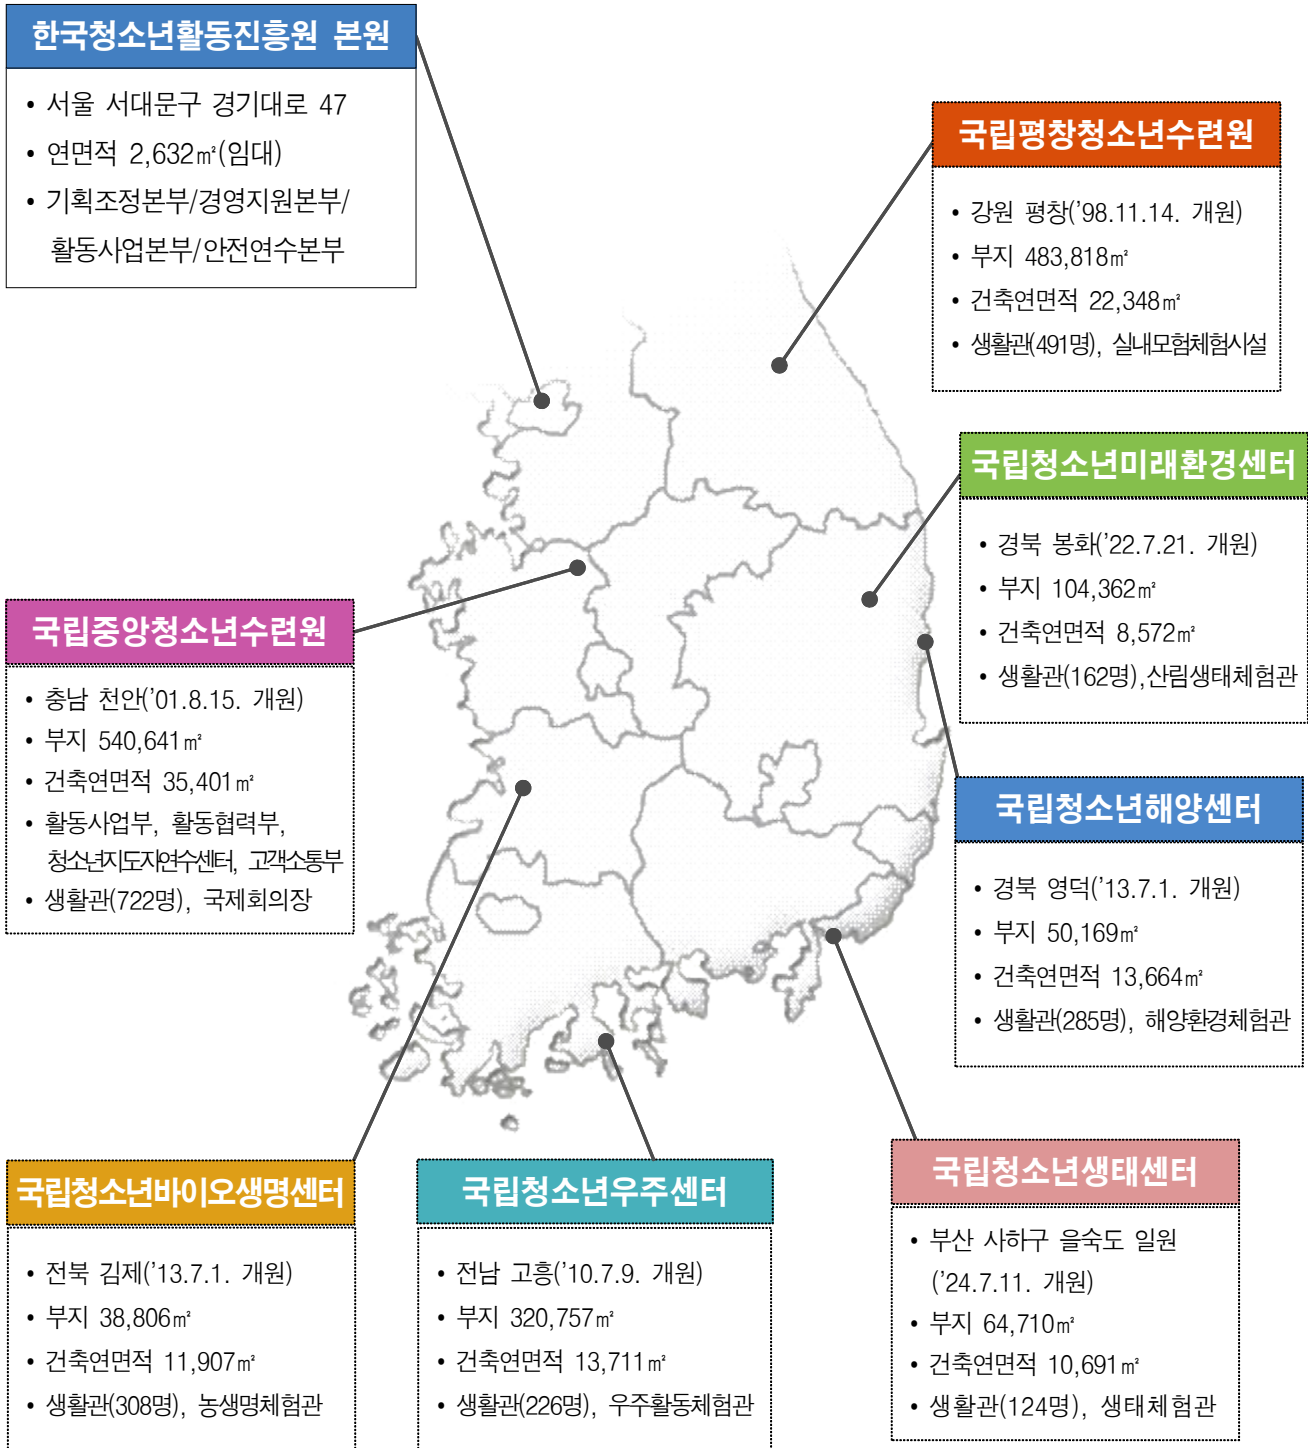 한국청소년활동진흥원 본원
• 서울 서대문구 경기대로 47
• 연면적 2,632㎡(임대)
• 기획조정본부/경영지원본부/
활동사업본부/안전연수본부
국립평창청소년수련원
• 강원 평창(’98.11.14. 개원)
• 부지 483,818㎡
• 건축연면적 22,348㎡
• 생활관(491명), 실내모험체험시설
국립청소년미래환경센터
• 경북 봉화(’22.7.21. 개원)
• 부지 104,362㎡
• 건축연면적 8,572㎡
• 생활관(162명),산림생태체험관
국립중앙청소년수련원
• 충남 천안(’01.8.15. 개원)
• 부지 540,641㎡
• 건축연면적 35,401㎡
• 활동사업부, 활동협력부,
청소년지도자연수센터, 고객소통부
• 생활관(722명), 국제회의장
국립청소년해양센터
• 경북 영덕(’13.7.1. 개원)
• 부지 50,169㎡
• 건축연면적 13,664㎡
• 생활관(285명), 해양환경체험관
국립청소년바이오생명센터
• 전북 김제(’13.7.1. 개원)
• 부지 38,806㎡
• 건축연면적 11,907㎡
• 생활관(308명), 농생명체험관
국립청소년우주센터
• 전남 고흥(’10.7.9. 개원)
• 부지 320,757㎡
• 건축연면적 13,711㎡
• 생활관(226명), 우주활동체험관
국립청소년생태센터
• 부산 사하구 을숙도 일원
(’24.7.11. 개원)
• 부지 64,710㎡
• 건축연면적 10,691㎡
• 생활관(124명), 생태체험관